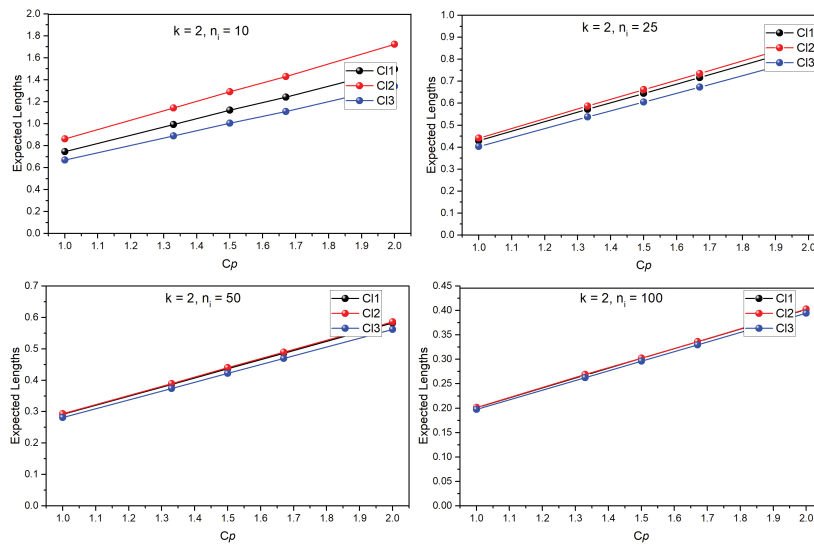 k = 2, nᵢ = 10
CI1
CI2
CI3
Expected Lengths
2.0
1.8
1.6
1.4
1.2
1.0
0.8
0.6
0.4
0.2
0.0
1.0 1.1 1.2 1.3 1.4 1.5 1.6 1.7 1.8 1.9 2.0
Cp
k = 2, nᵢ = 25
CI1
CI2
CI3
Expected Lengths
1.0
0.9
0.8
0.7
0.6
0.5
0.4
0.3
0.2
0.1
0.0
1.0 1.1 1.2 1.3 1.4 1.5 1.6 1.7 1.8 1.9 2.0
Cp
k = 2, nᵢ = 50
CI1
CI2
CI3
Expected Lengths
0.7
0.6
0.5
0.4
0.3
0.2
0.1
0.0
1.0 1.1 1.2 1.3 1.4 1.5 1.6 1.7 1.8 1.9 2.0
Cp
k = 2, nᵢ = 100
CI1
CI2
CI3
Expected Lengths
0.45
0.40
0.35
0.30
0.25
0.20
0.15
0.10
0.05
0.00
1.0 1.1 1.2 1.3 1.4 1.5 1.6 1.7 1.8 1.9 2.0
Cp